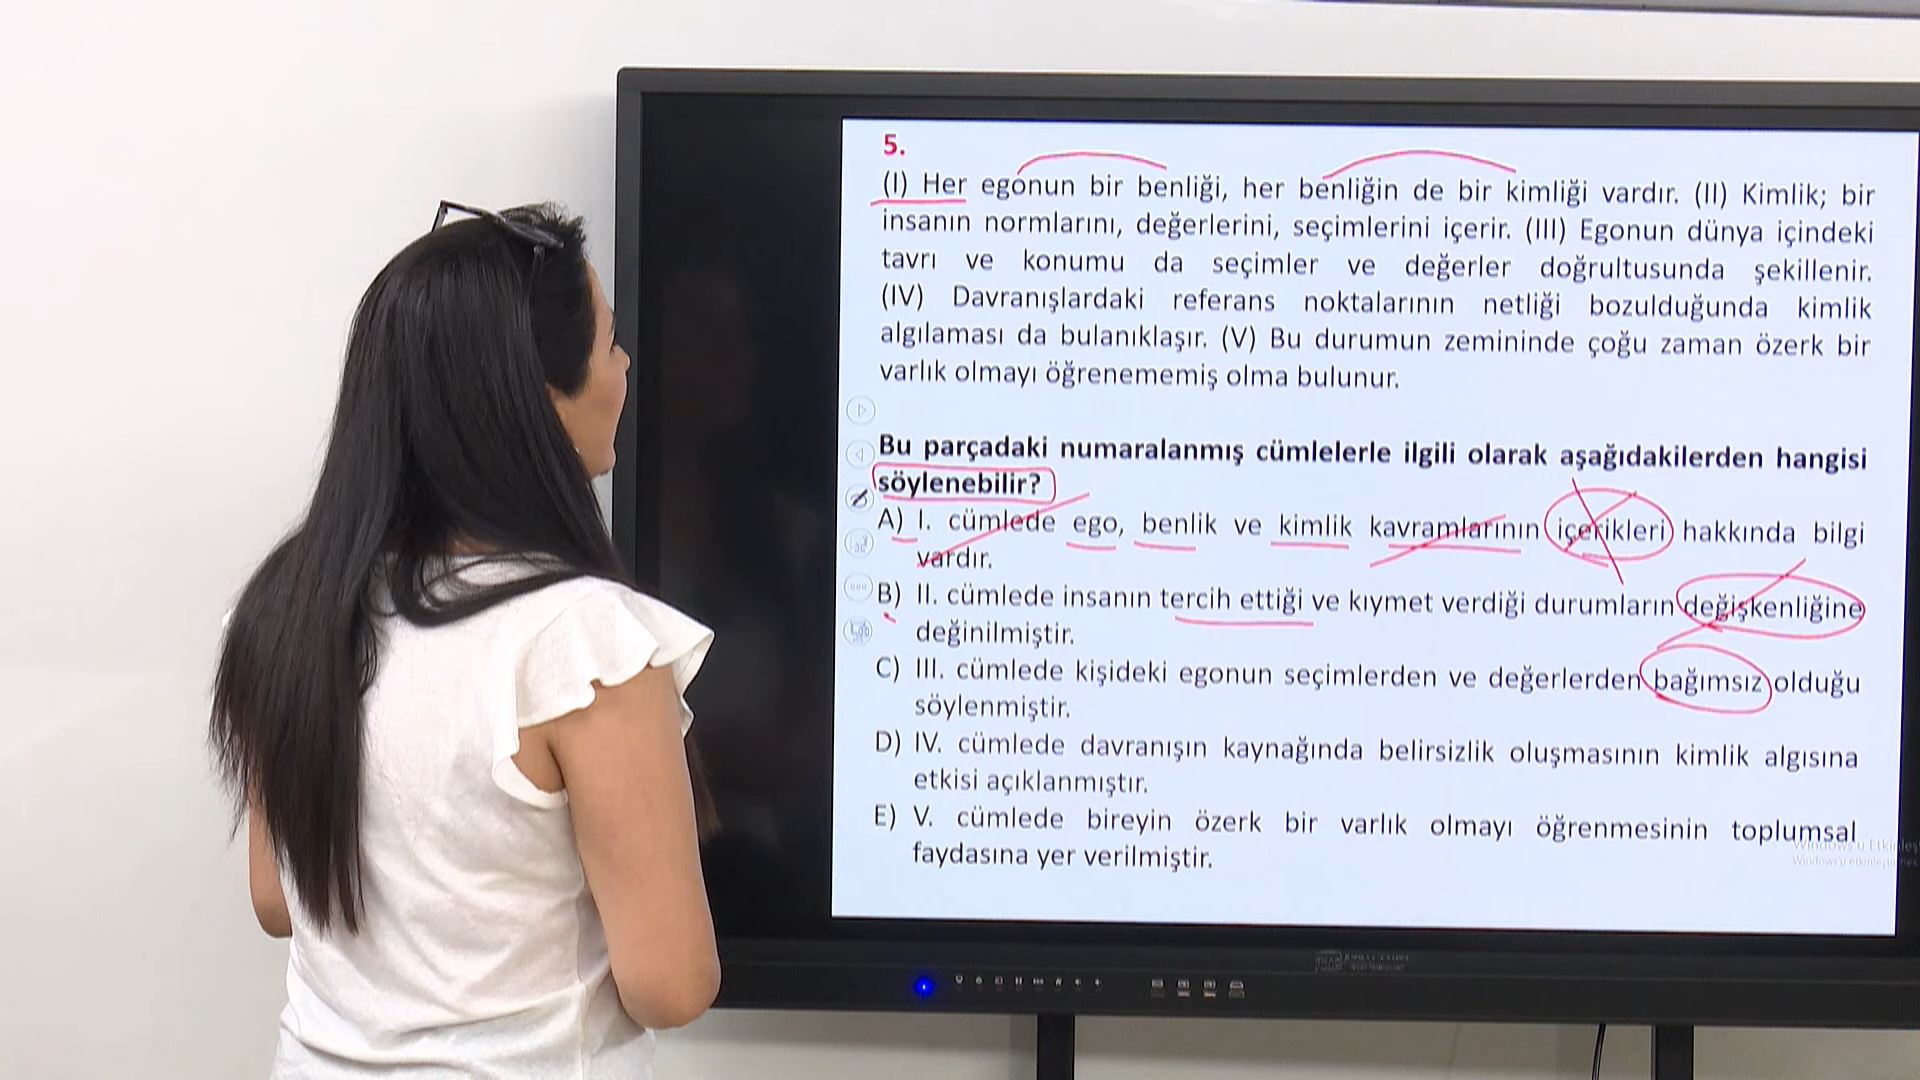 5.
(I) Her egonun bir benliği, her benliğin de bir kimliği vardır. (II) Kimlik; bir
insanın normlarını, değerlerini, seçimlerini içerir. (III) Egonun dünya içindeki
tavrı ve konumu da seçimler ve değerler doğrultusunda şekillenir.
(IV) Davranışlardaki referans noktalarının netliği bozulduğunda kimlik
algılaması da bulanıklaşır. (V) Bu durumun zemininde çoğu zaman özerk bir
varlık olmayı öğrenememiş olma bulunur.
Bu parçadaki numaralanmış cümlelerle ilgili olarak aşağıdakilerden hangisi
söylenebilir?
A) I. cümlede ego, benlik ve kimlik kavramlarının içerikleri hakkında bilgi
vardır.
B) II. cümlede insanın tercih ettiği ve kıymet verdiği durumların değişkenliğine
değinilmiştir.
C) III. cümlede kişideki egonun seçimlerden ve değerlerden bağımsız olduğu
söylenmiştir.
D) IV. cümlede davranışın kaynağında belirsizlik oluşmasının kimlik algısına
etkisi açıklanmıştır.
E) V. cümlede bireyin özerk bir varlık olmayı öğrenmesinin toplumsal
faydasına yer verilmiştir.